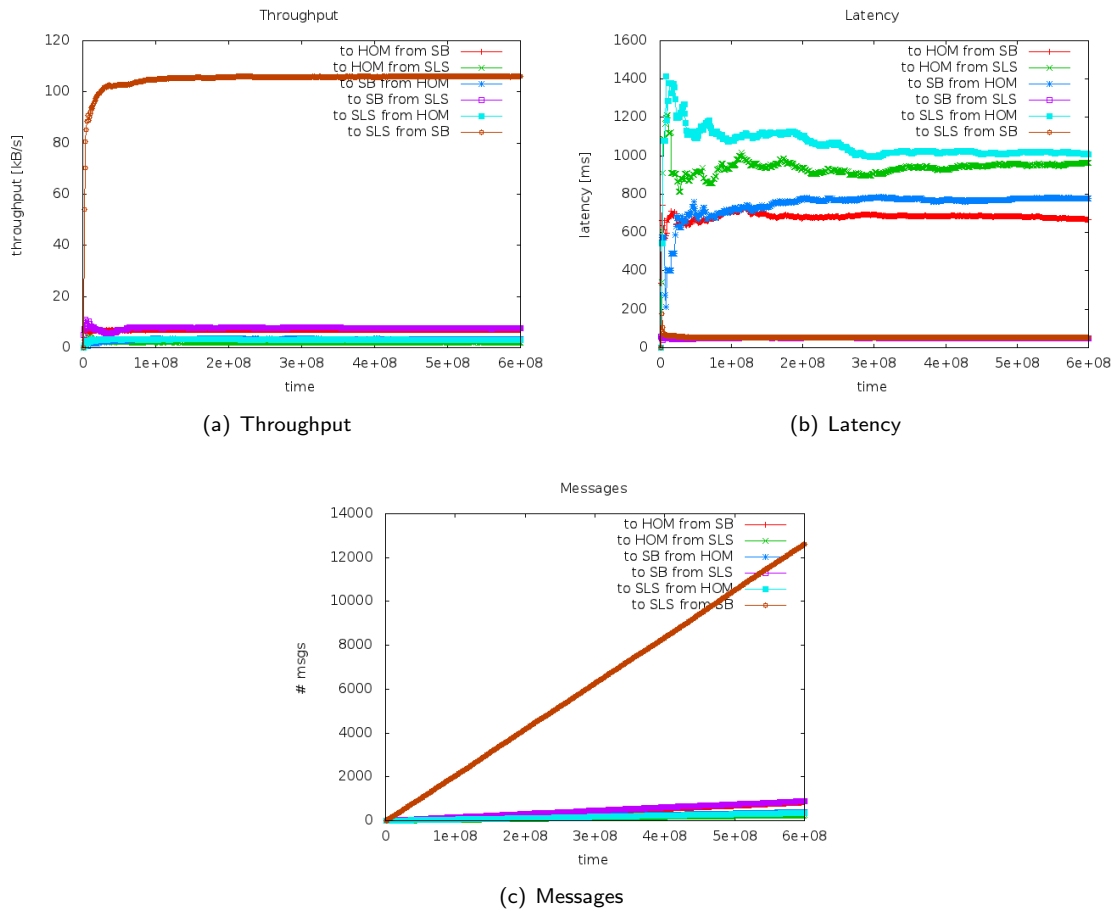 Throughput
throughput [kB/s]
120
100
80
60
40
20
0
to HOM from SB
to HOM from SLS
to SB from HOM
to SB from SLS
to SLS from HOM
to SLS from SB
0 1e+08 2e+08 3e+08 4e+08 5e+08 6e+08
time
(a) Throughput
Latency
latency [ms]
1600
1400
1200
1000
800
600
400
200
0
to HOM from SB
to HOM from SLS
to SB from HOM
to SB from SLS
to SLS from HOM
to SLS from SB
0 1e+08 2e+08 3e+08 4e+08 5e+08 6e+08
time
(b) Latency
Messages
# msgs
14000
12000
10000
8000
6000
4000
2000
0
to HOM from SB
to HOM from SLS
to SB from HOM
to SB from SLS
to SLS from HOM
to SLS from SB
0 1e+08 2e+08 3e+08 4e+08 5e+08 6e+08
time
(c) Messages